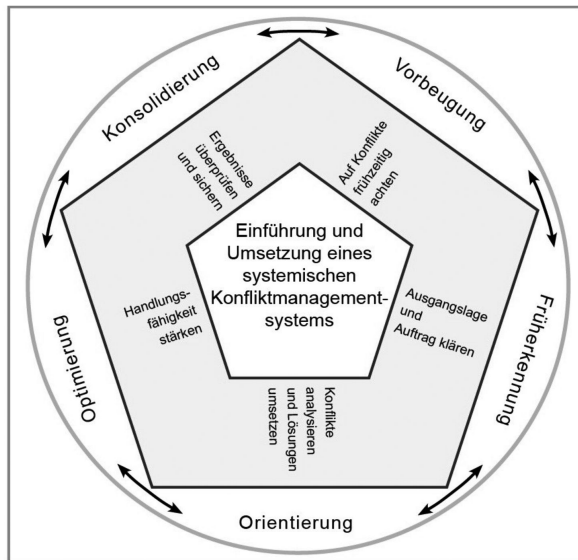 Konsolidierung
Vorbeugung
Ergebnisse
überprüfen
und sichern
Auf Konflikte
frühzeitig
achten
Einführung und
Umsetzung eines
systemischen
Konfliktmanagement-
systems
Handlungs-
fähigkeit
stärken
Ausgangslage
und
Auftrag klären
Optimierung
Früherkennung
Konflikte
analysieren
und Lösungen
umsetzen
Orientierung